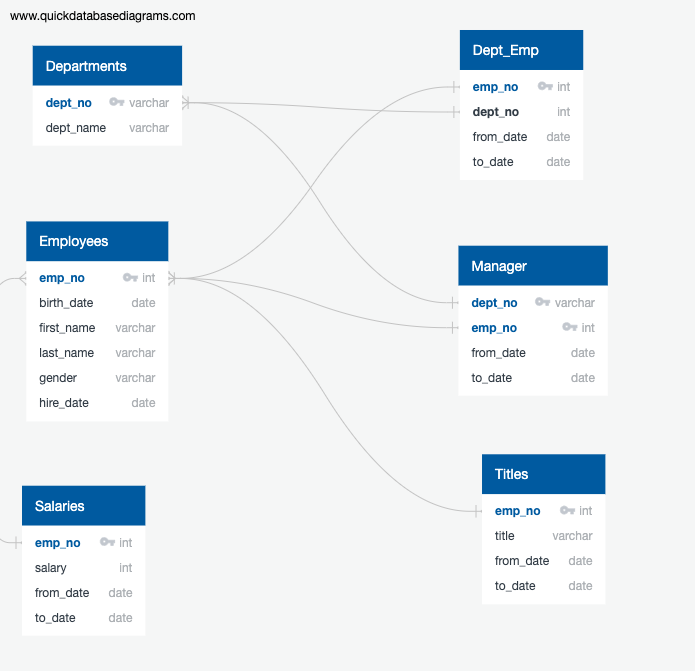 www.quickdatabasediagrams.com
Departments
dept_no varchar
dept_name varchar
Dept_Emp
emp_no int
dept_no int
from_date date
to_date date
Employees
emp_no int
birth_date date
first_name varchar
last_name varchar
gender varchar
hire_date date
Manager
dept_no varchar
emp_no int
from_date date
to_date date
Salaries
emp_no int
salary int
from_date date
to_date date
Titles
emp_no int
title varchar
from_date date
to_date date